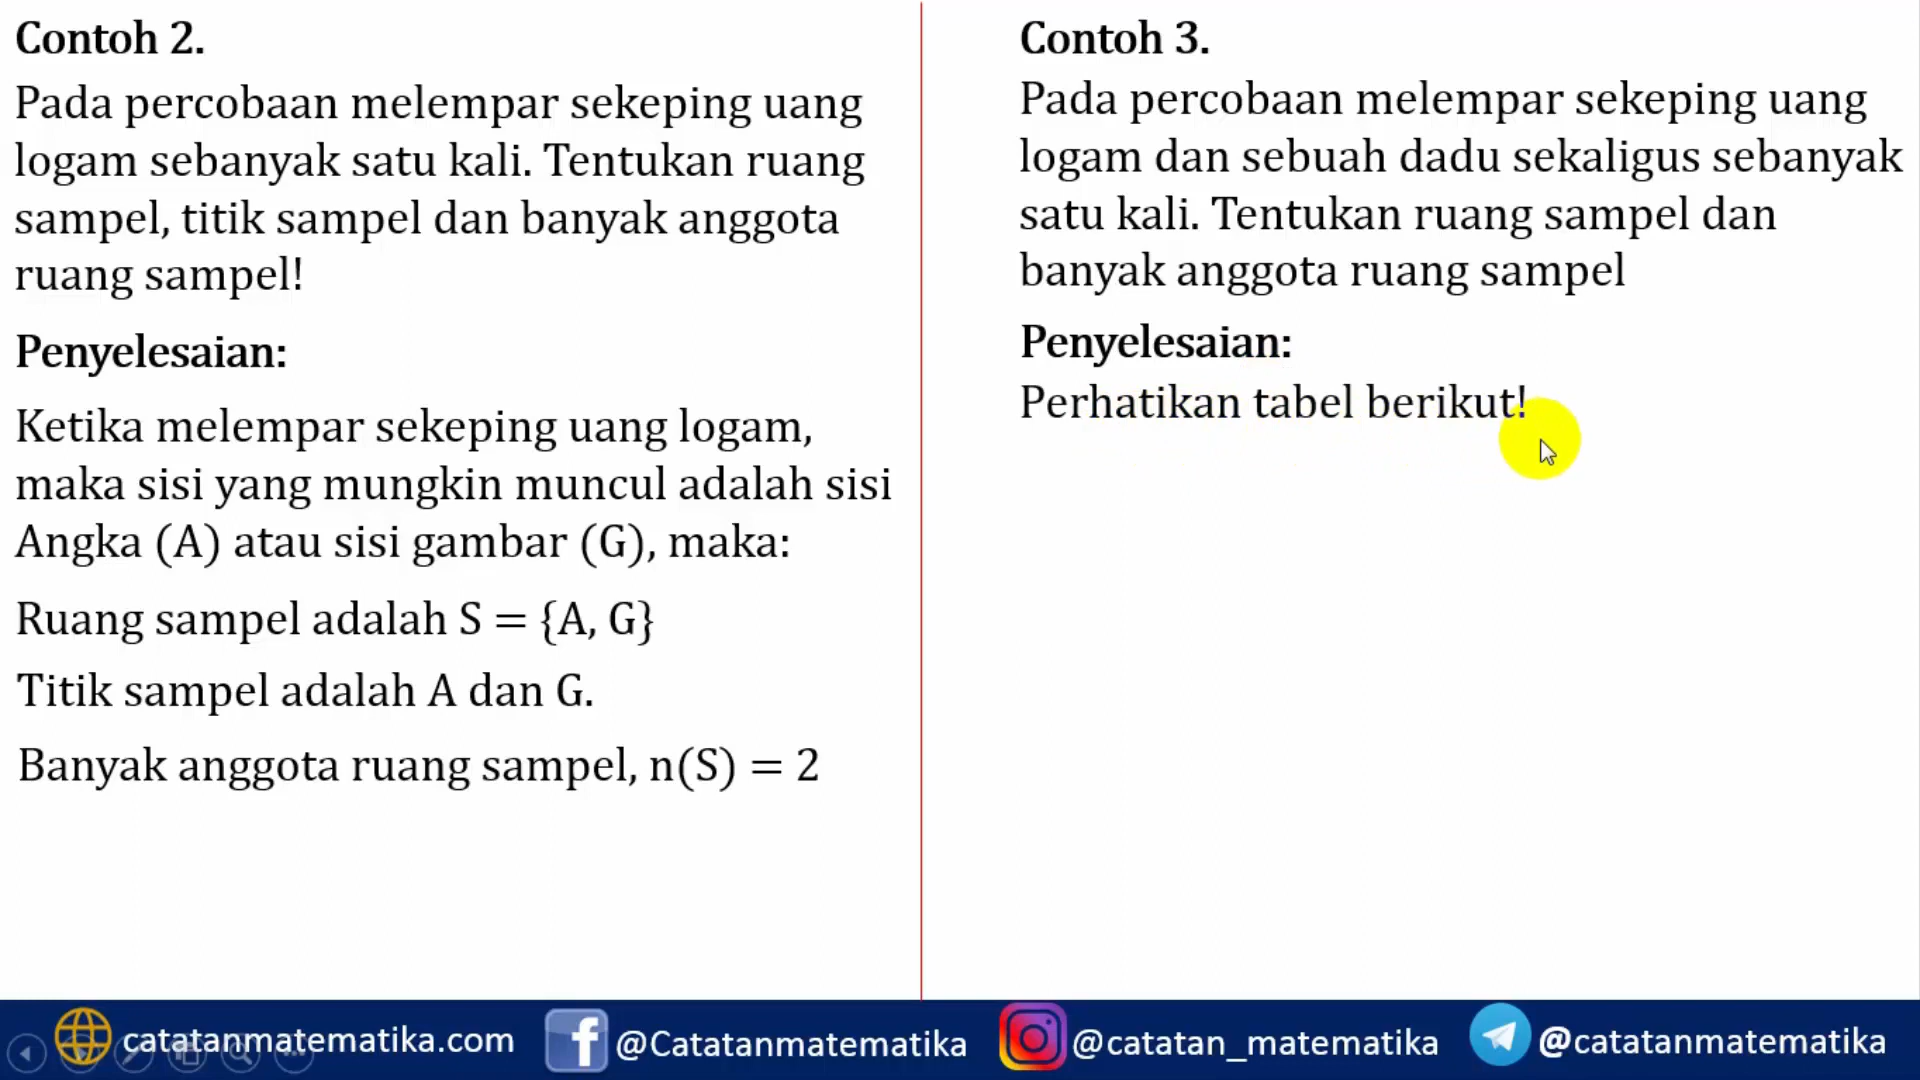 Contoh 2.
Pada percobaan melempar sekeping uang
logam sebanyak satu kali. Tentukan ruang
sampel, titik sampel dan banyak anggota
ruang sampel!
Penyelesaian:
Ketika melempar sekeping uang logam,
maka sisi yang mungkin muncul adalah sisi
Angka (A) atau sisi gambar (G), maka:
Ruang sampel adalah S = {A, G}
Titik sampel adalah A dan G.
Banyak anggota ruang sampel, n(S) = 2
Contoh 3.
Pada percobaan melempar sekeping uang
logam dan sebuah dadu sekaligus sebanyak
satu kali. Tentukan ruang sampel dan
banyak anggota ruang sampel
Penyelesaian:
Perhatikan tabel berikut!
catatanmatematika.com
@Catatanmatematika
@catatan_matematika
@catatanmatematika